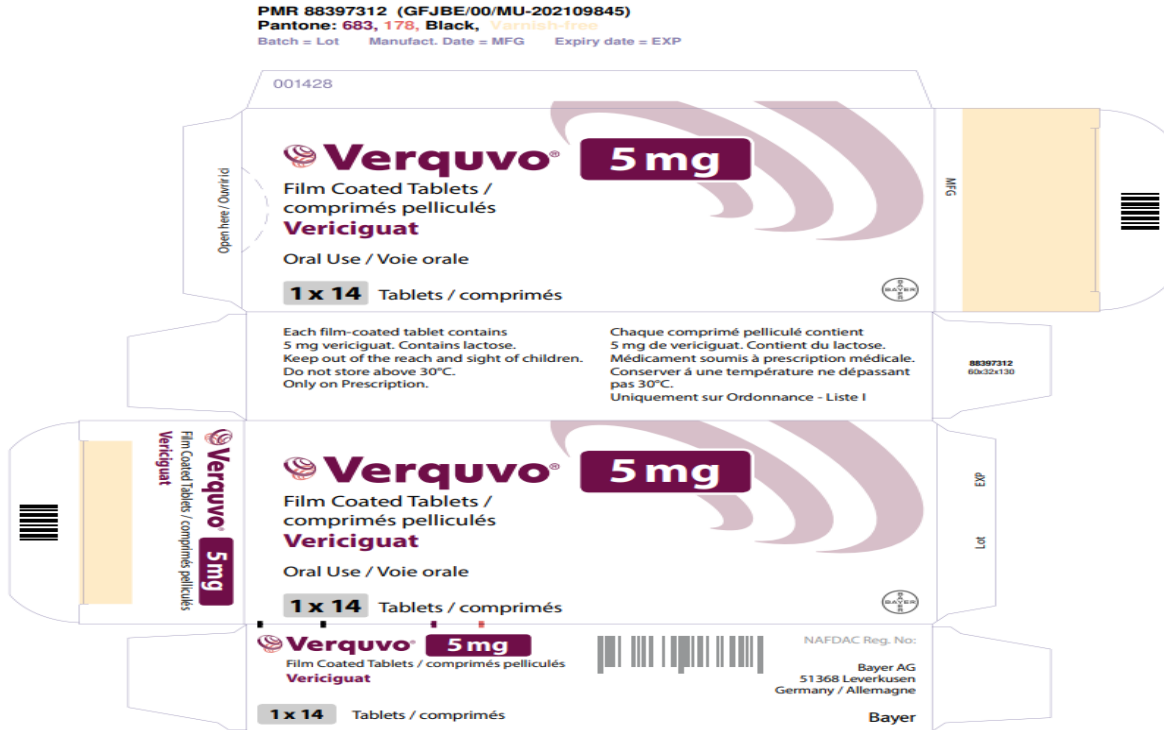 PMR 88397312 (GFJBE/00/MU-202109845)
Pantone: 683, 178, Black, Varnish-free
Batch = Lot Manufact. Date = MFG Expiry date = EXP
001428
Open here / Ouvrir id
Verquvo® 5 mg
Film Coated Tablets /
comprimés pelliculés
Vericiguat
Oral Use / Voie orale
1 x 14 Tablets / comprimés
BAYER
BAYER
MFG
Each film-coated tablet contains
5 mg vericiguat. Contains lactose.
Keep out of the reach and sight of children.
Do not store above 30°C.
Only on Prescription.
Chaque comprimé pelliculé contient
5 mg de vericiguat. Contient du lactose.
Médicament soumis à prescription médicale.
Conserver á une température ne dépassant
pas 30°C.
Uniquement sur Ordonnance - Liste I
88397312
60x32x130
Verquvo® 5 mg
Film Coated Tablets / comprimés pelliculés
Vericiguat
Verquvo® 5 mg
Film Coated Tablets /
comprimés pelliculés
Vericiguat
Oral Use / Voie orale
1 x 14 Tablets / comprimés
BAYER
BAYER
EXP
Lot
Verquvo® 5 mg
Film Coated Tablets / comprimés pelliculés
Vericiguat
1 x 14 Tablets / comprimés
NAFDAC Reg. No:
Bayer AG
51368 Leverkusen
Germany / Allemagne
Bayer